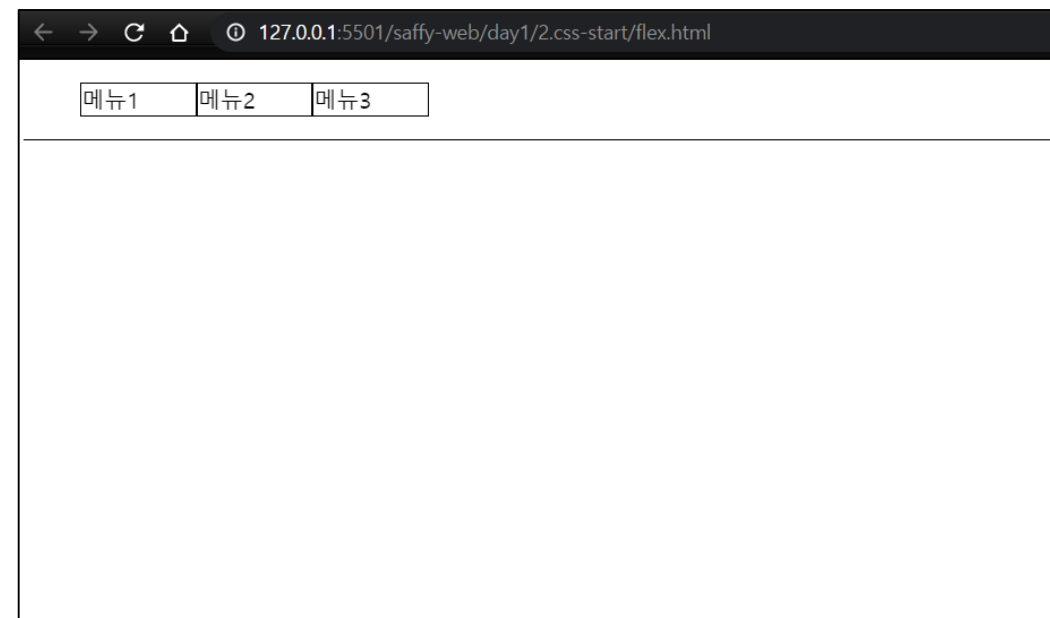 127.0.0.1:5501/saffy-web/day1/2.css-start/flex.html
메뉴1 메뉴2 메뉴3